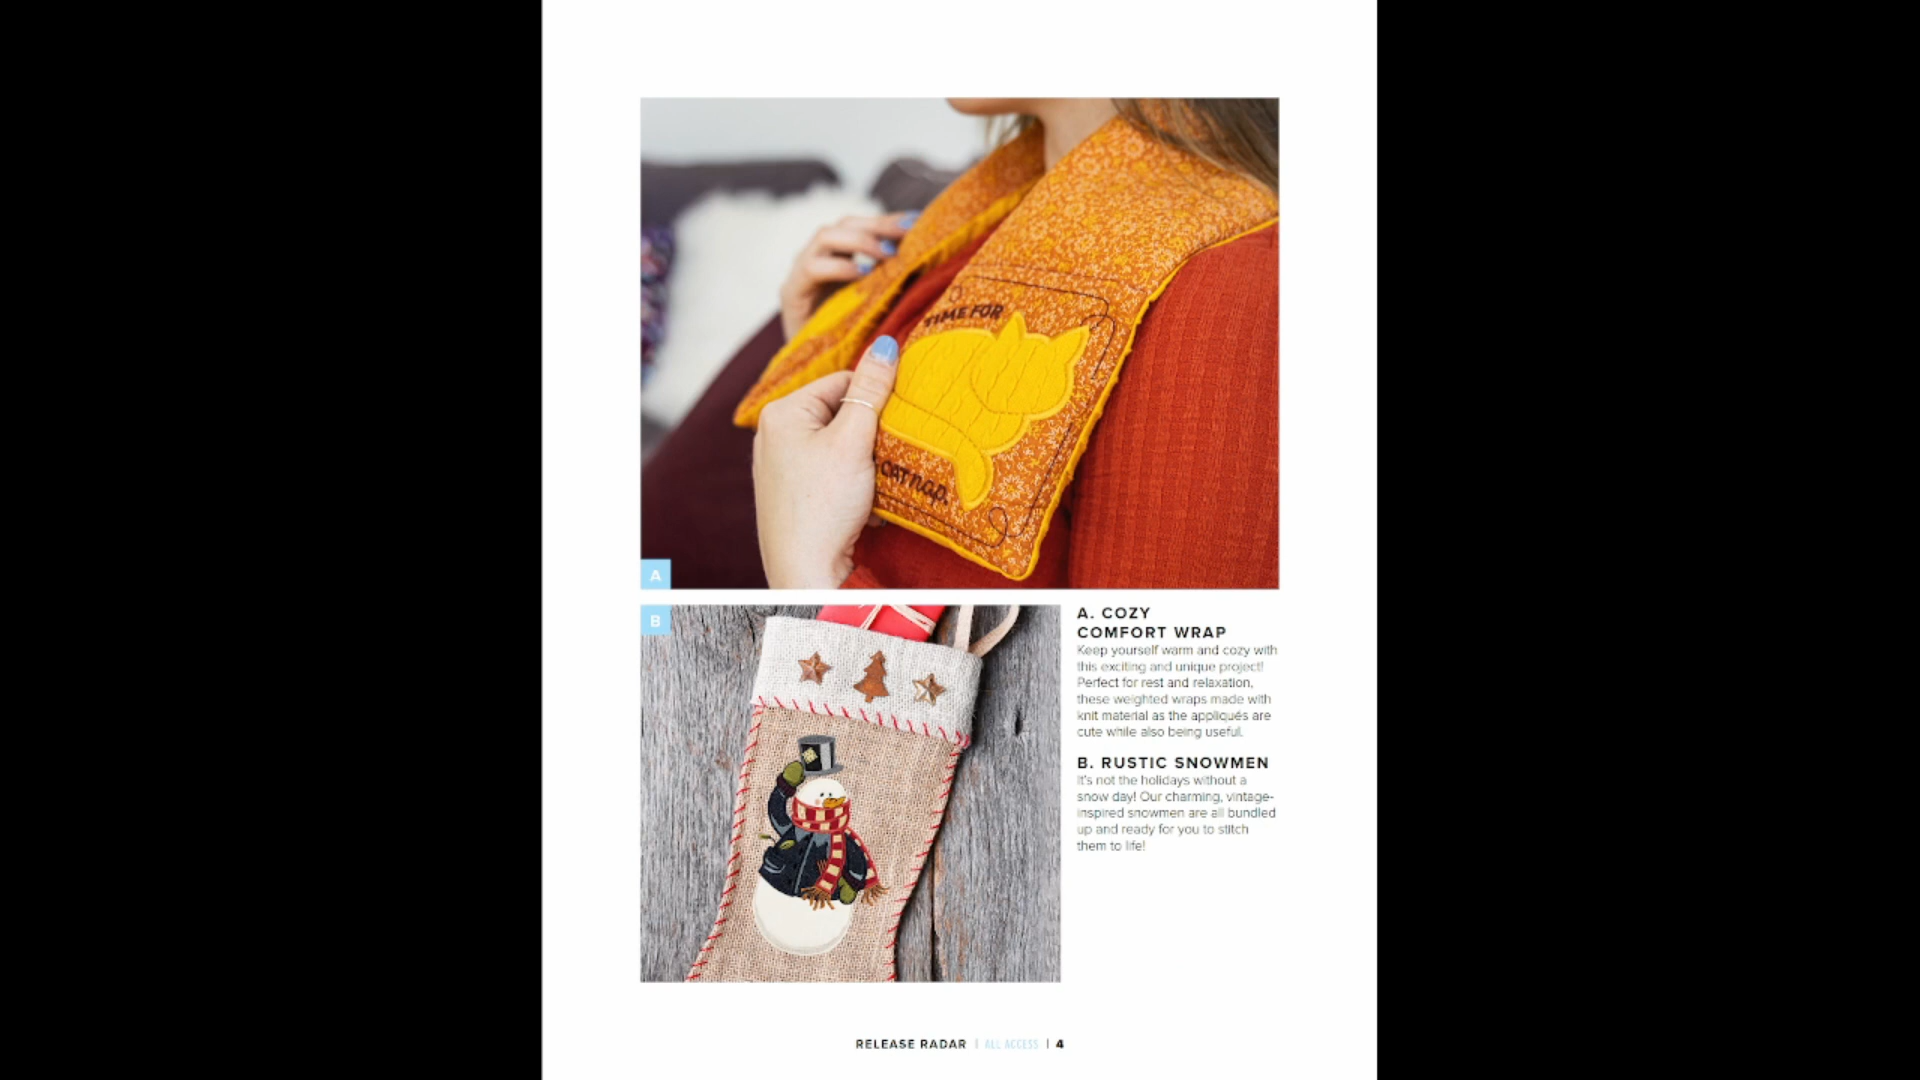 TIME FOR
CAT nap.
A
B
A. COZY
COMFORT WRAP
Keep yourself warm and cozy with
this exciting and unique project!
Perfect for rest and relaxation,
these weighted wraps made with
knit material as the appliqués are
cute while also being useful.
B. RUSTIC SNOWMEN
It's not the holidays without a
snow day! Our charming, vintage-
inspired snowmen are all bundled
up and ready for you to stitch
them to life!
RELEASE RADAR | ALL ACCESS | 4